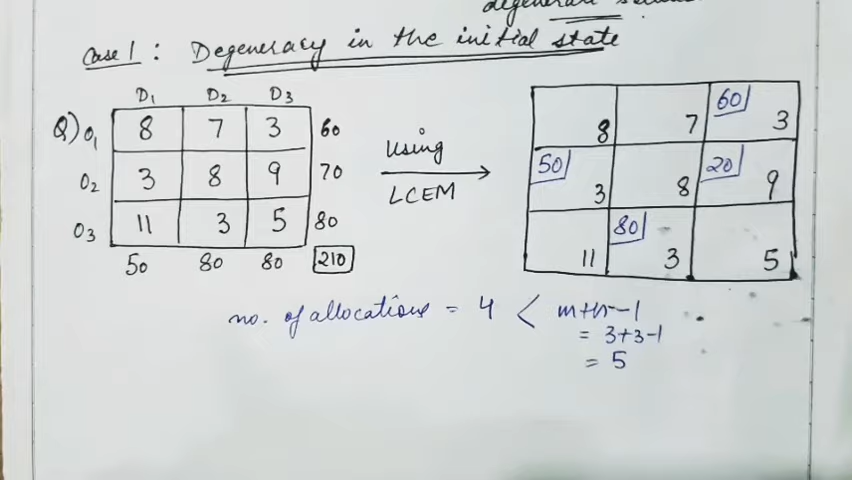 degenerate
Case 1 : Degeneracy in the initial state
D1 D2 D3
Q) O1 8 7 3 60
O2 3 8 9 70
O3 11 3 5 80
50 80 80 210
Using
LCEM
8 7 60 3
50 3 8 20 9
11 80 3 5
no. of allocations = 4 < m+n-1
= 3+3-1
= 5